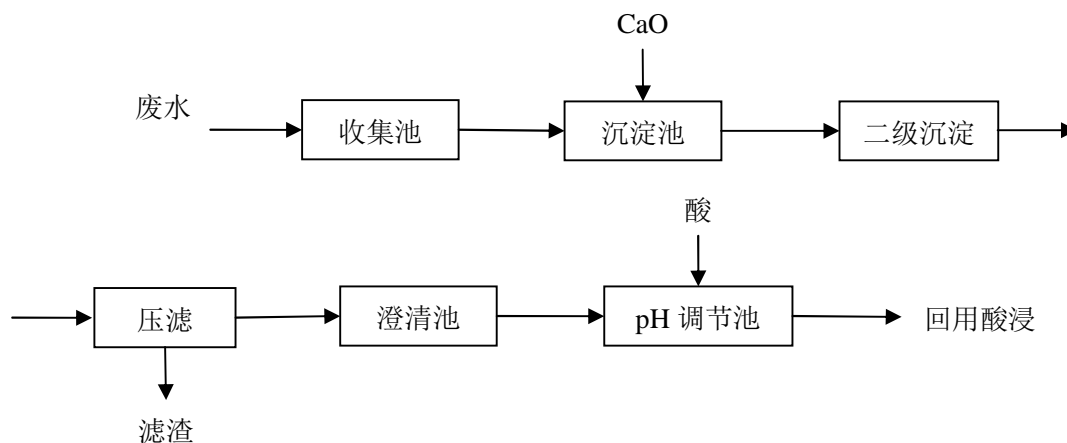 CaO
废水
收集池
沉淀池
二级沉淀
酸
压滤
澄清池
pH 调节池
回用酸浸
滤渣